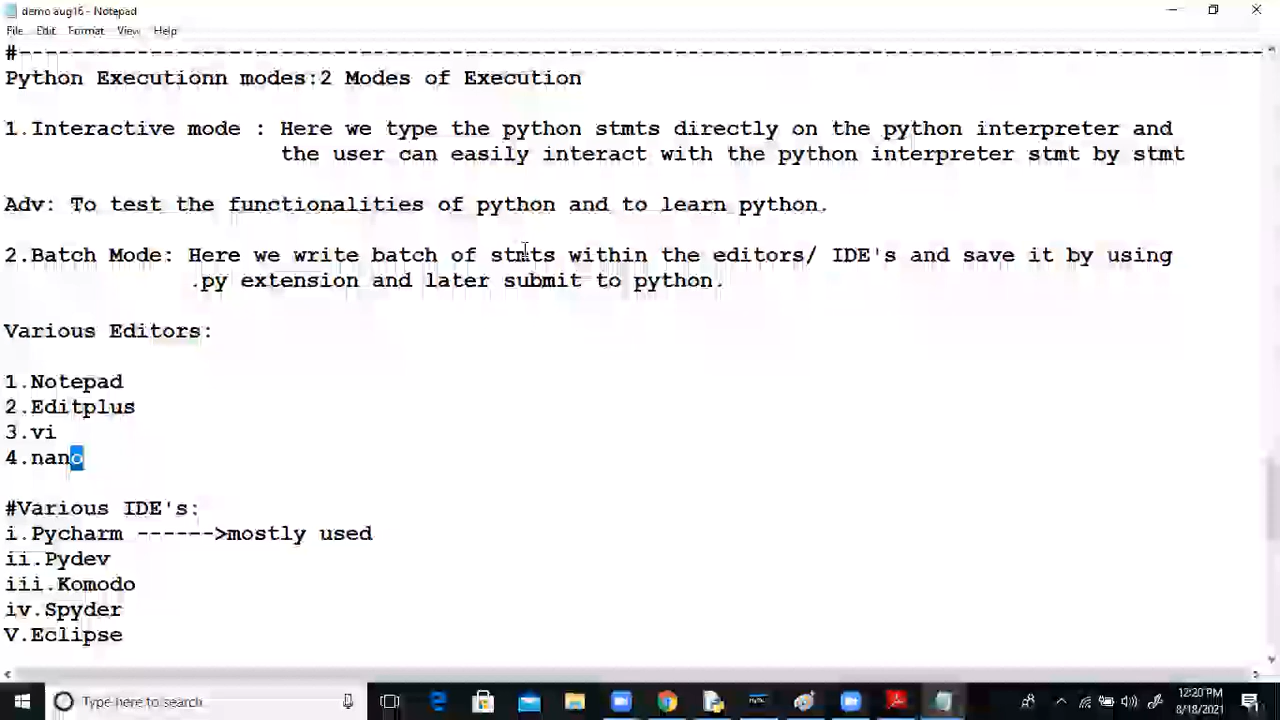 demo aug16 - Notepad
File Edit Format View Help
#------------------------------------------------------------------------------------------------
Python Executionn modes:2 Modes of Execution
1.Interactive mode : Here we type the python stmts directly on the python interpreter and
the user can easily interact with the python interpreter stmt by stmt
Adv: To test the functionalities of python and to learn python.
2.Batch Mode: Here we write batch of stmts within the editors/ IDE's and save it by using
.py extension and later submit to python.
Various Editors:
1.Notepad
2.Editplus
3.vi
4.nano
#Various IDE's:
i.Pycharm ------>mostly used
ii.Pydev
iii.Komodo
iv.Spyder
V.Eclipse
Type here to search
12:20 PM
8/18/2021